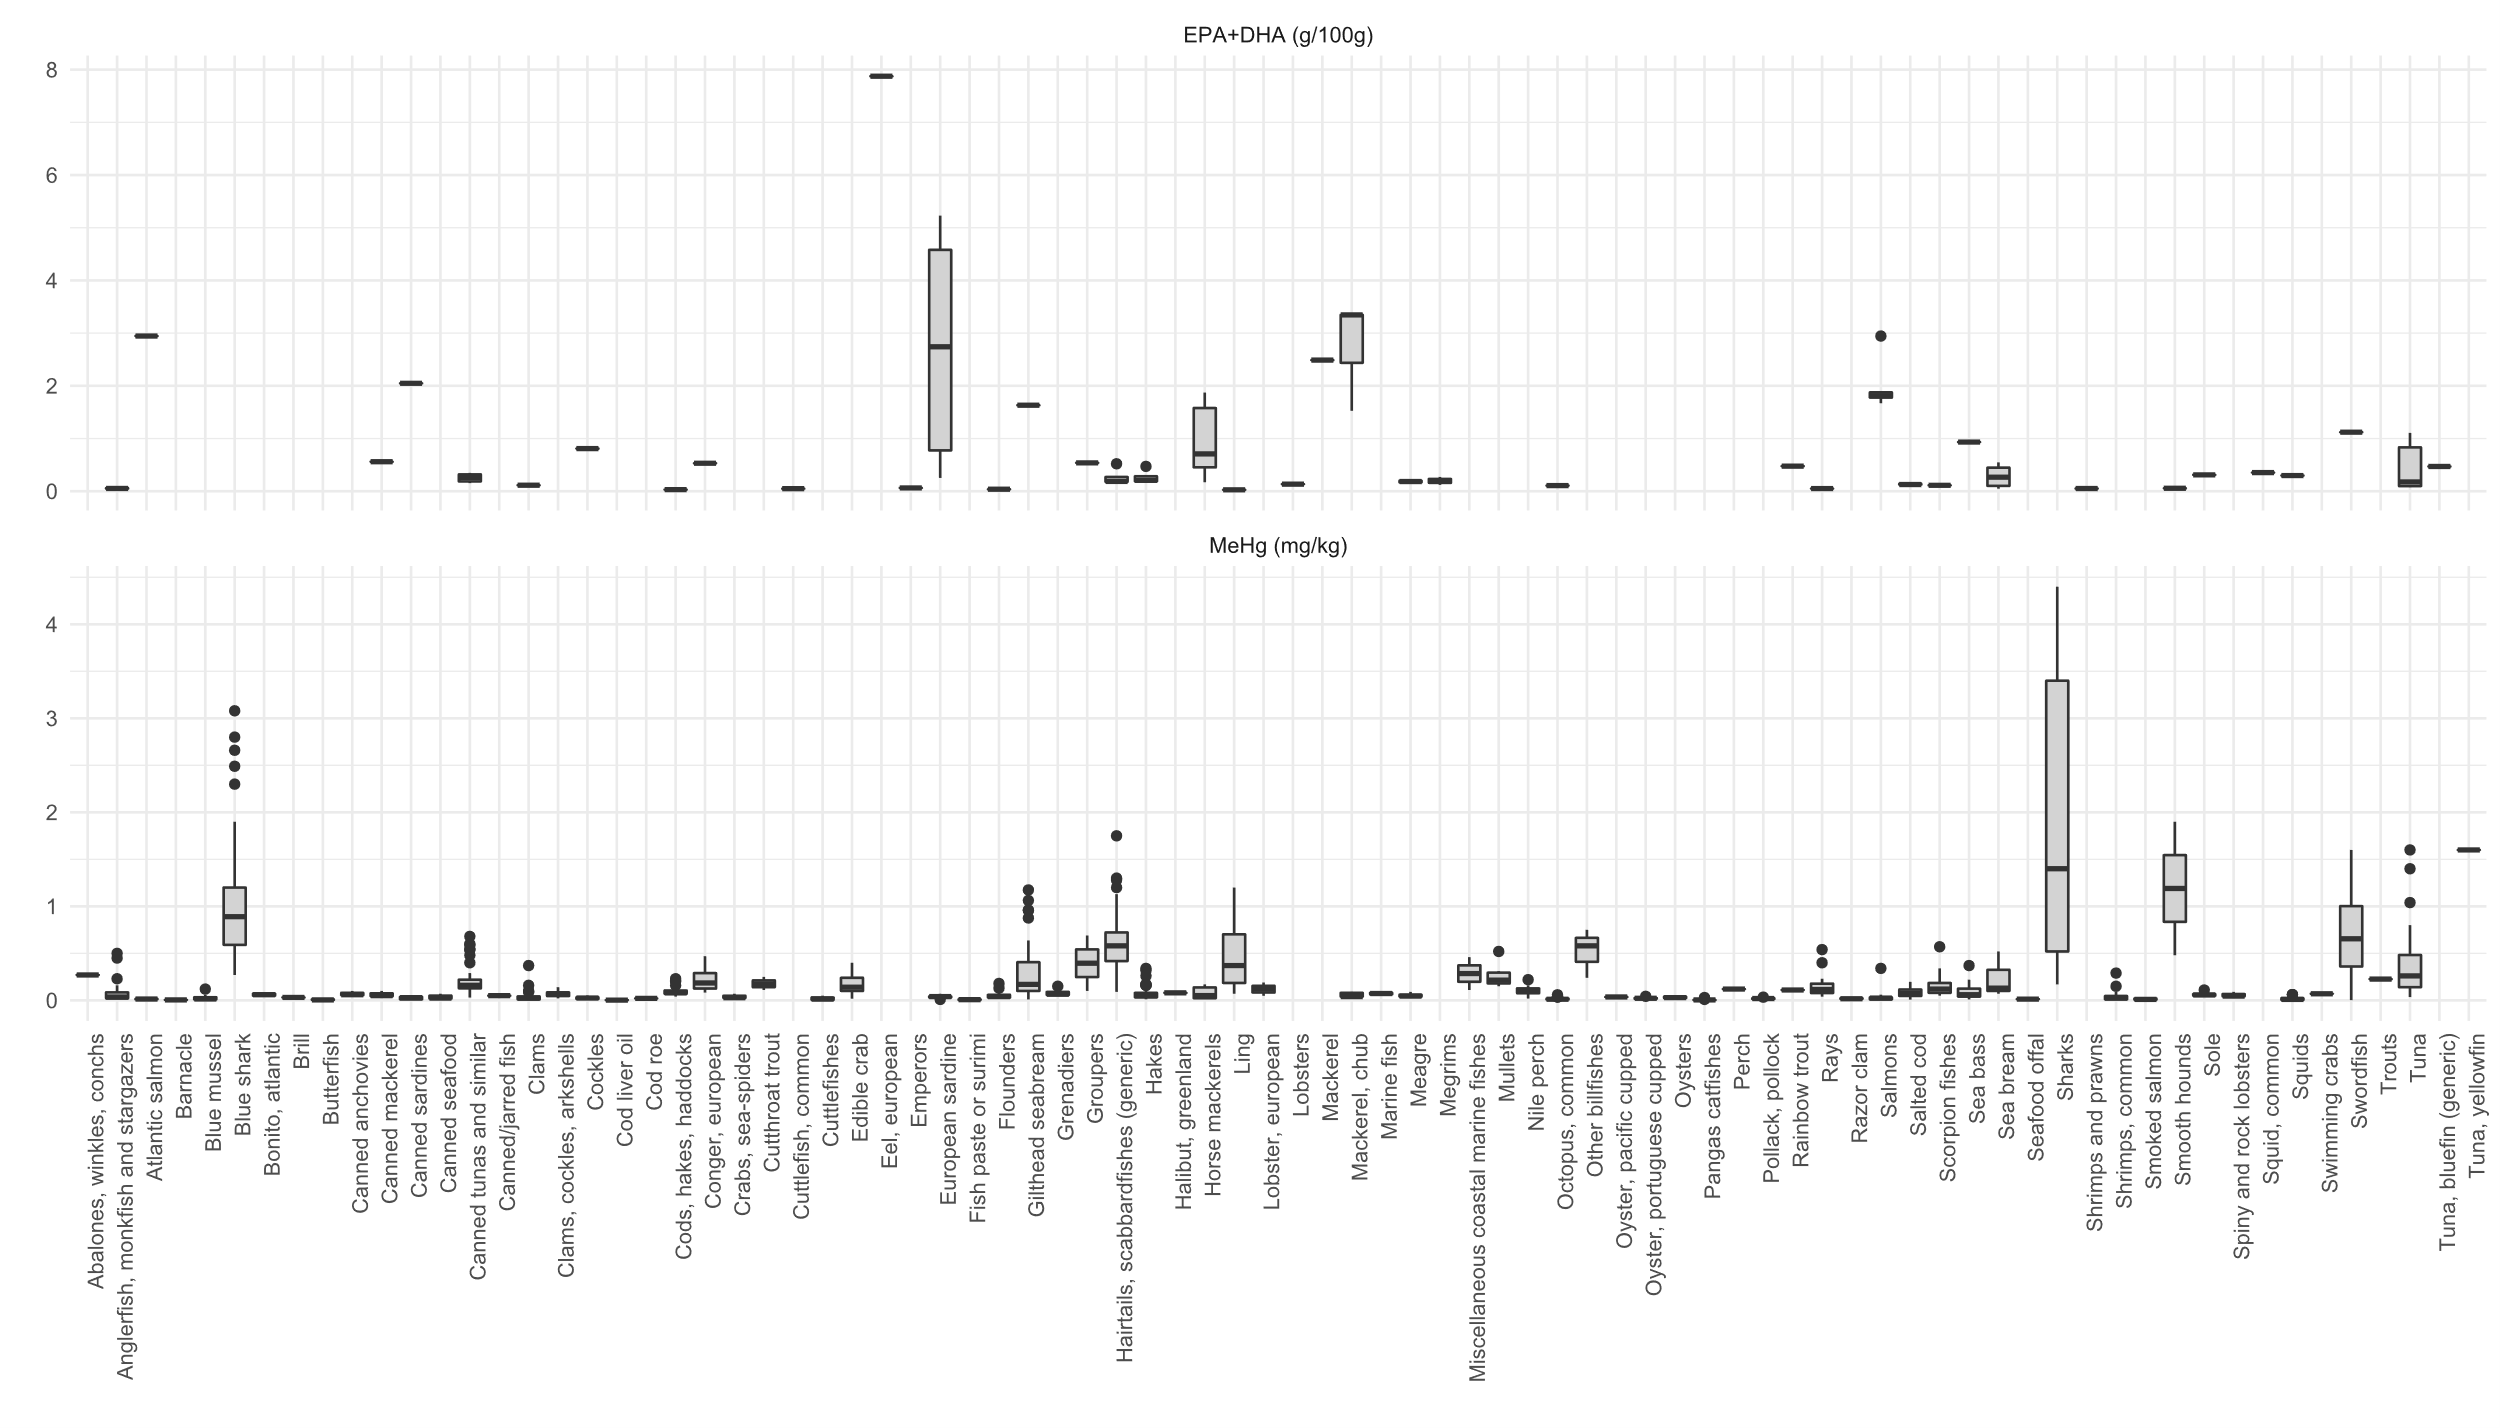 EPA+DHA (g/100g)
8
6
4
2
0
MeHg (mg/kg)
4
3
2
1
0
Abalones, winkles, conchs
Anglerfish, monkfish and stargazers
Atlantic salmon
Barnacle
Blue mussel
Blue shark
Bonito, atlantic
Brill
Butterfish
Canned anchovies
Canned mackerel
Canned sardines
Canned seafood
Canned tunas and similar
Canned/jarred fish
Clams
Clams, cockles, arkshells
Cockles
Cod liver oil
Cod roe
Cods, hakes, haddocks
Conger, european
Crabs, sea-spiders
Cutthroat trout
Cuttlefish, common
Cuttlefishes
Edible crab
Eel, european
Emperors
European sardine
Fish paste or surimi
Flounders
Gilthead seabream
Grenadiers
Groupers
Hairtails, scabbardfishes (generic)
Hakes
Halibut, greenland
Horse mackerels
Ling
Lobster, european
Lobsters
Mackerel
Mackerel, chub
Marine fish
Meagre
Megrims
Miscellaneous coastal marine fishes
Mullets
Nile perch
Octopus, common
Other billfishes
Oyster, pacific cupped
Oyster, portuguese cupped
Oysters
Pangas catfishes
Perch
Pollack, pollock
Rainbow trout
Rays
Razor clam
Salmons
Salted cod
Scorpion fishes
Sea bass
Sea bream
Seafood offal
Sharks
Shrimps and prawns
Shrimps, common
Smoked salmon
Smooth hounds
Sole
Spiny and rock lobsters
Squid, common
Squids
Swimming crabs
Swordfish
Trouts
Tuna
Tuna, bluefin (generic)
Tuna, yellowfin